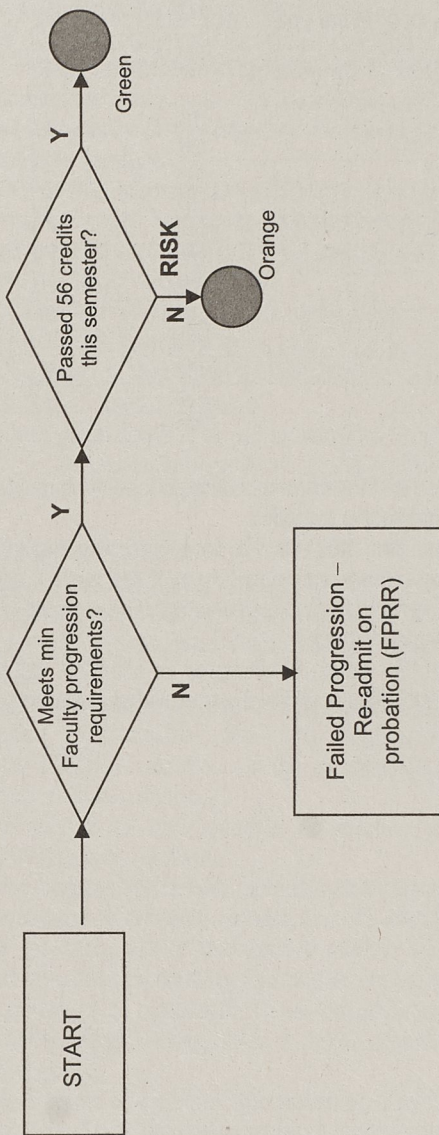 START
Meets min
Faculty progression
requirements?
Y
N
Failed Progression –
Re-admit on
probation (FPRR)
Passed 56 credits
this semester?
Y
Green
N
RISK
Orange